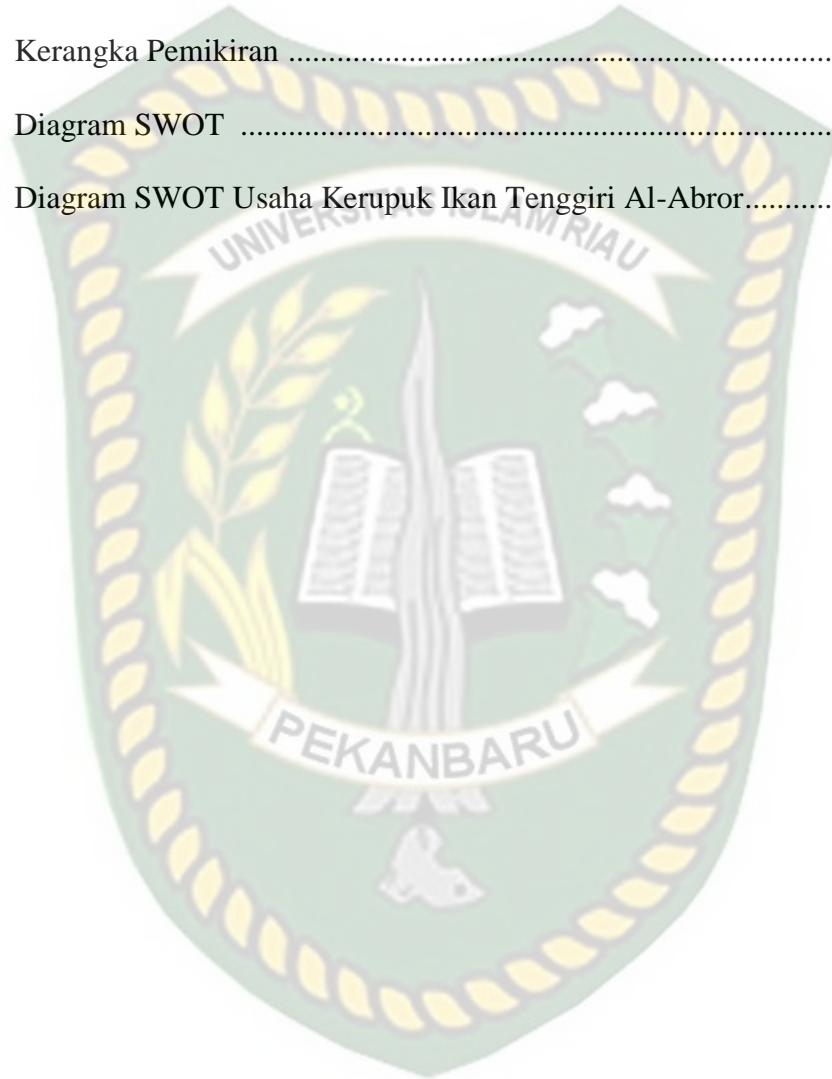 Kerangka Pemikiran ....................................................................
Diagram SWOT ..........................................................................
Diagram SWOT Usaha Kerupuk Ikan Tenggiri Al-Abror...........
UNIVERSITAS ISLAM RIAU
PEKANBARU